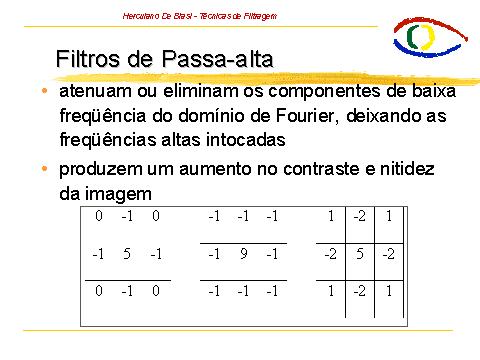 Herculano De Biasi - Técnicas de Filtragem
Filtros de Passa-alta
• atenuam ou eliminam os componentes de baixa
freqüência do domínio de Fourier, deixando as
freqüências altas intocadas
• produzem um aumento no contraste e nitidez
da imagem
0 -1 0 -1 -1 -1 1 -2 1
-1 5 -1 -1 9 -1 -2 5 -2
0 -1 0 -1 -1 -1 1 -2 1